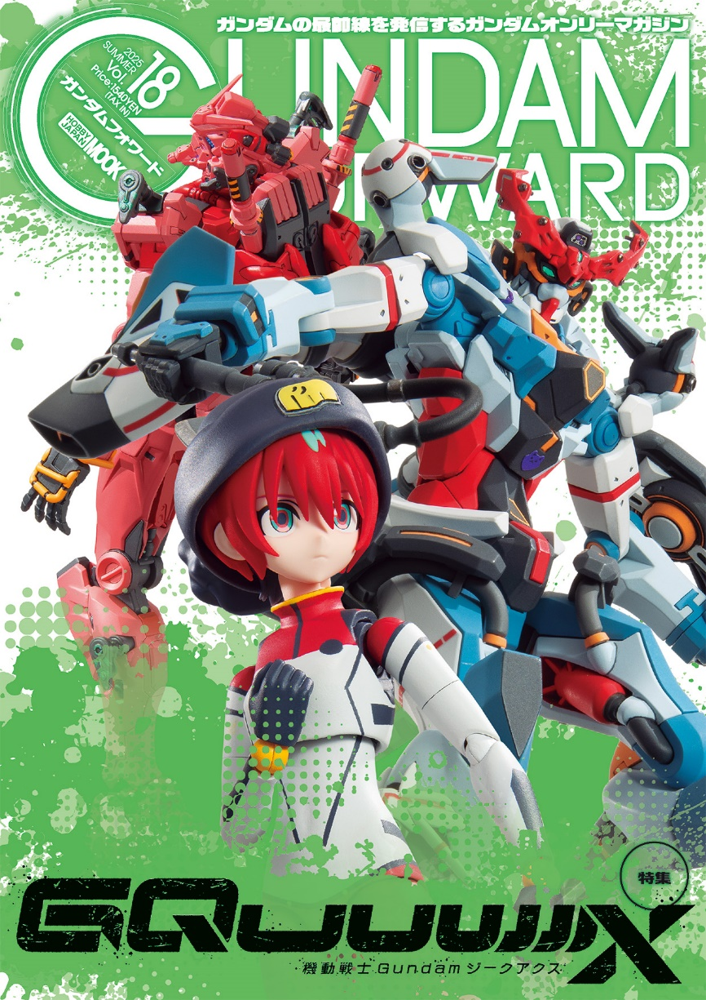 ガンダムの最前線を発信するガンダムオンリーマガジン
GUNDAM
FORWARD
2025
SUMMER
Vol. 18
Price:1540YEN
(TAX IN)
ガンダムフォワード
HOBBY
JAPAN
MOOK
特集
GQuuuuuuX
機動戦士Gundamジークアクス